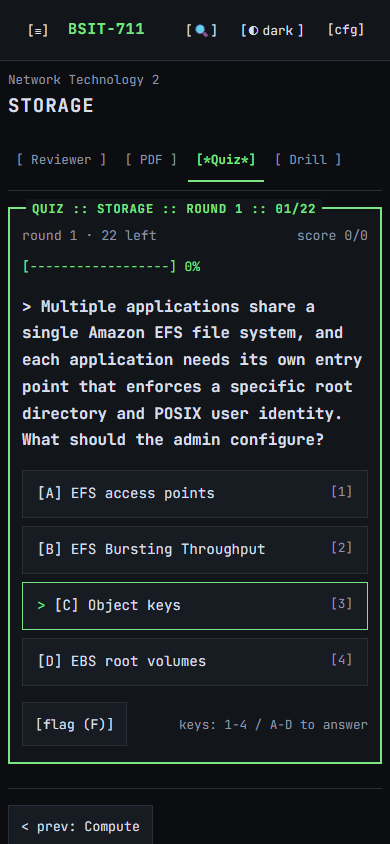 [≡] BSIT-711 [🔍] [◐ dark ] [cfg]
Network Technology 2
STORAGE
[ Reviewer ] [ PDF ] [*Quiz*] [ Drill ]
QUIZ :: STORAGE :: ROUND 1 :: 01/22
round 1 · 22 left score 0/0
[------------------] 0%
> Multiple applications share a
single Amazon EFS file system, and
each application needs its own entry
point that enforces a specific root
directory and POSIX user identity.
What should the admin configure?
[A] EFS access points [1]
[B] EFS Bursting Throughput [2]
> [C] Object keys [3]
[D] EBS root volumes [4]
[flag (F)] keys: 1-4 / A-D to answer
< prev: Compute